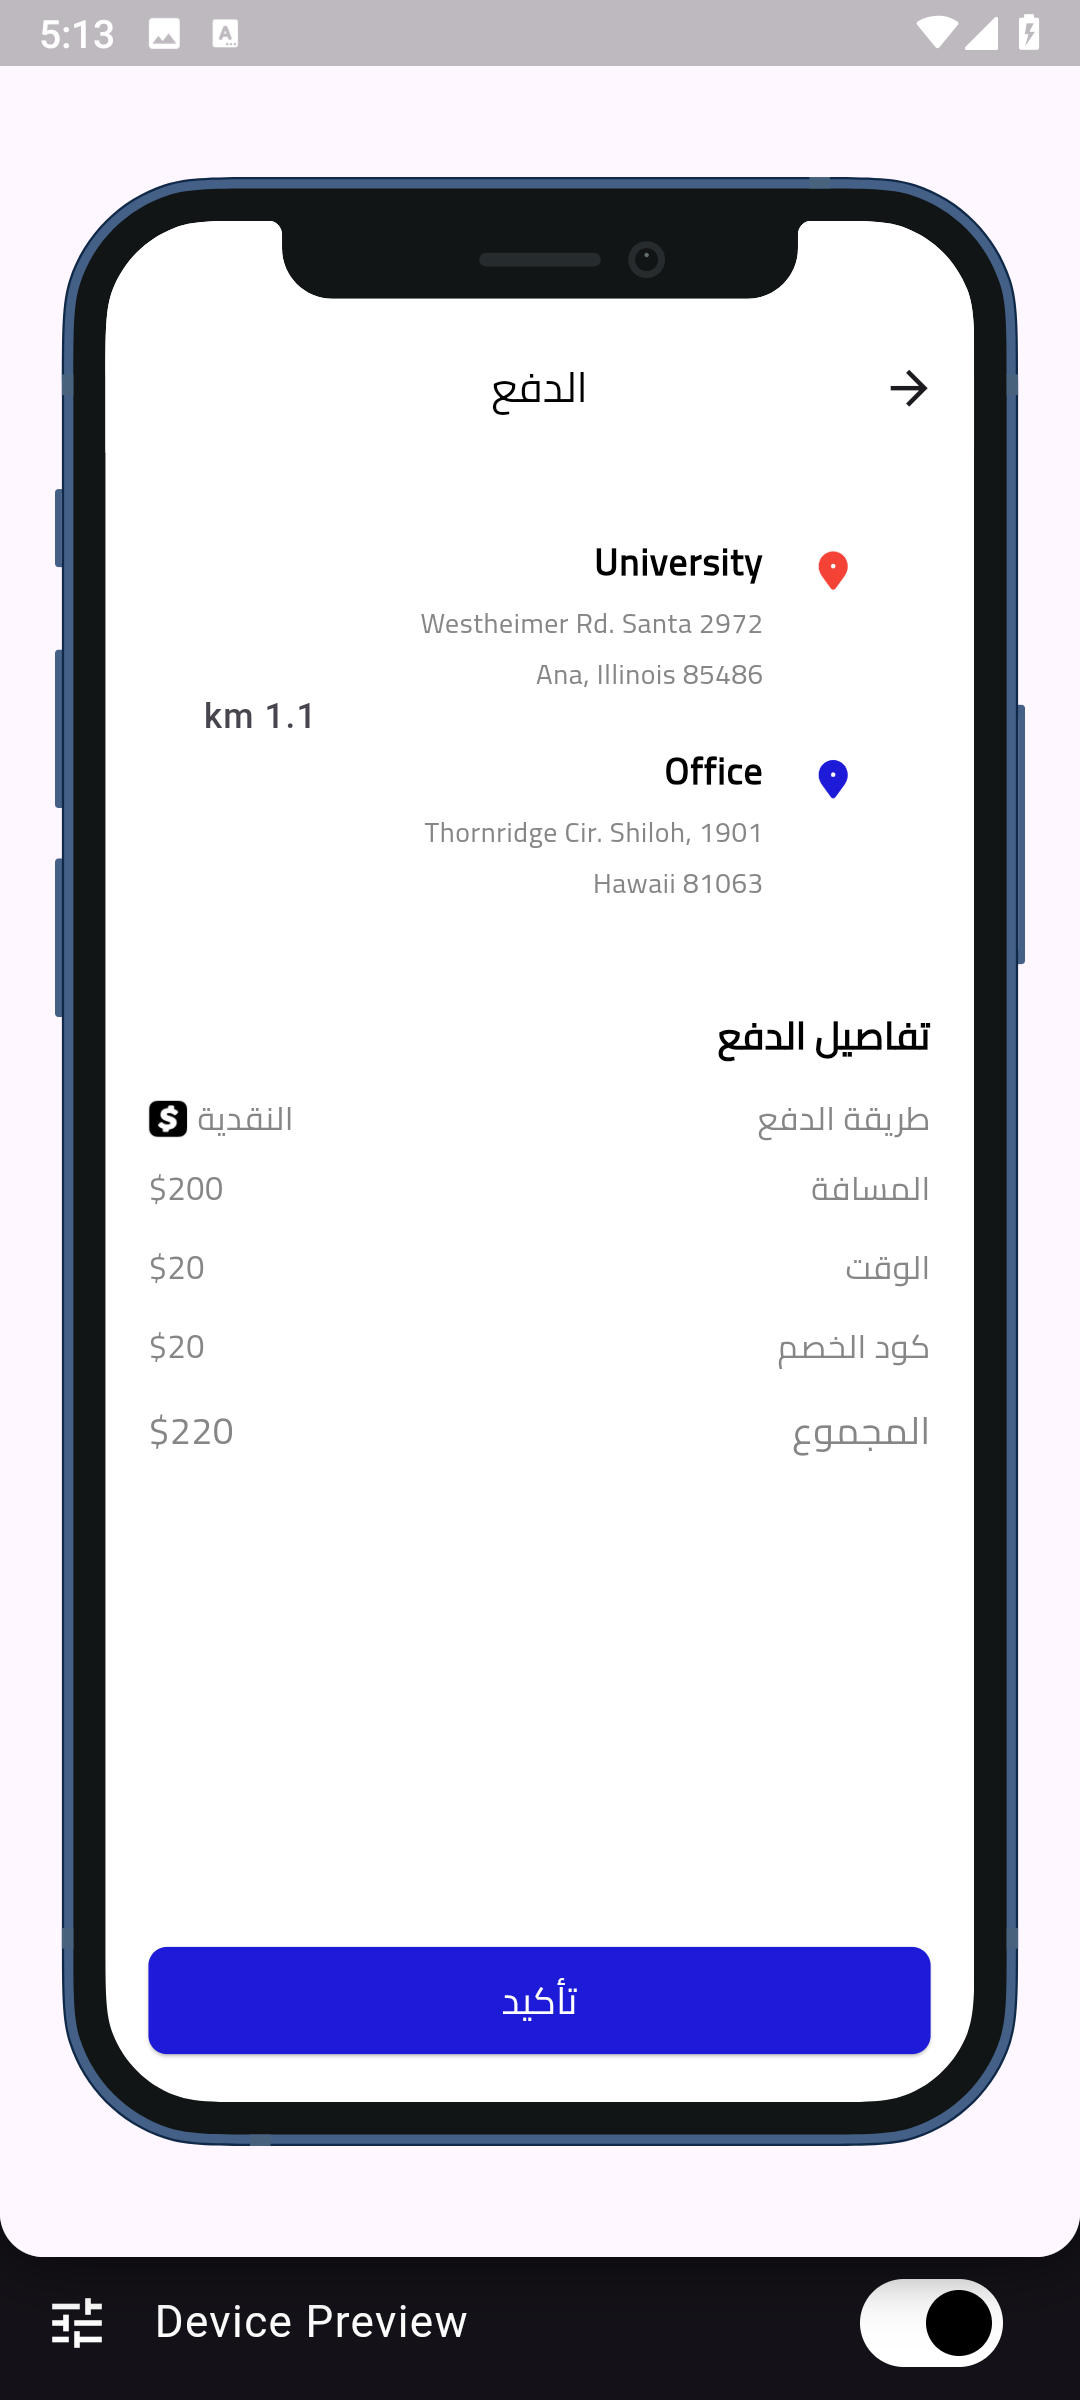 5:13
الدفع
University
Westheimer Rd. Santa 2972
Ana, Illinois 85486
km 1.1
Office
Thornridge Cir. Shiloh, 1901
Hawaii 81063
تفاصيل الدفع
طريقة الدفع النقدية
المسافة $200
الوقت $20
كود الخصم $20
المجموع $220
تأكيد
Device Preview